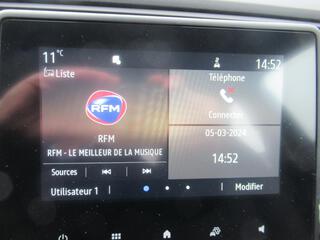 11°C
14:52
Liste
Téléphone
RFM
Connecter
RFM
05-03-2024
RFM - LE MEILLEUR DE LA MUSIQUE
14:52
Sources
Utilisateur 1
Modifier